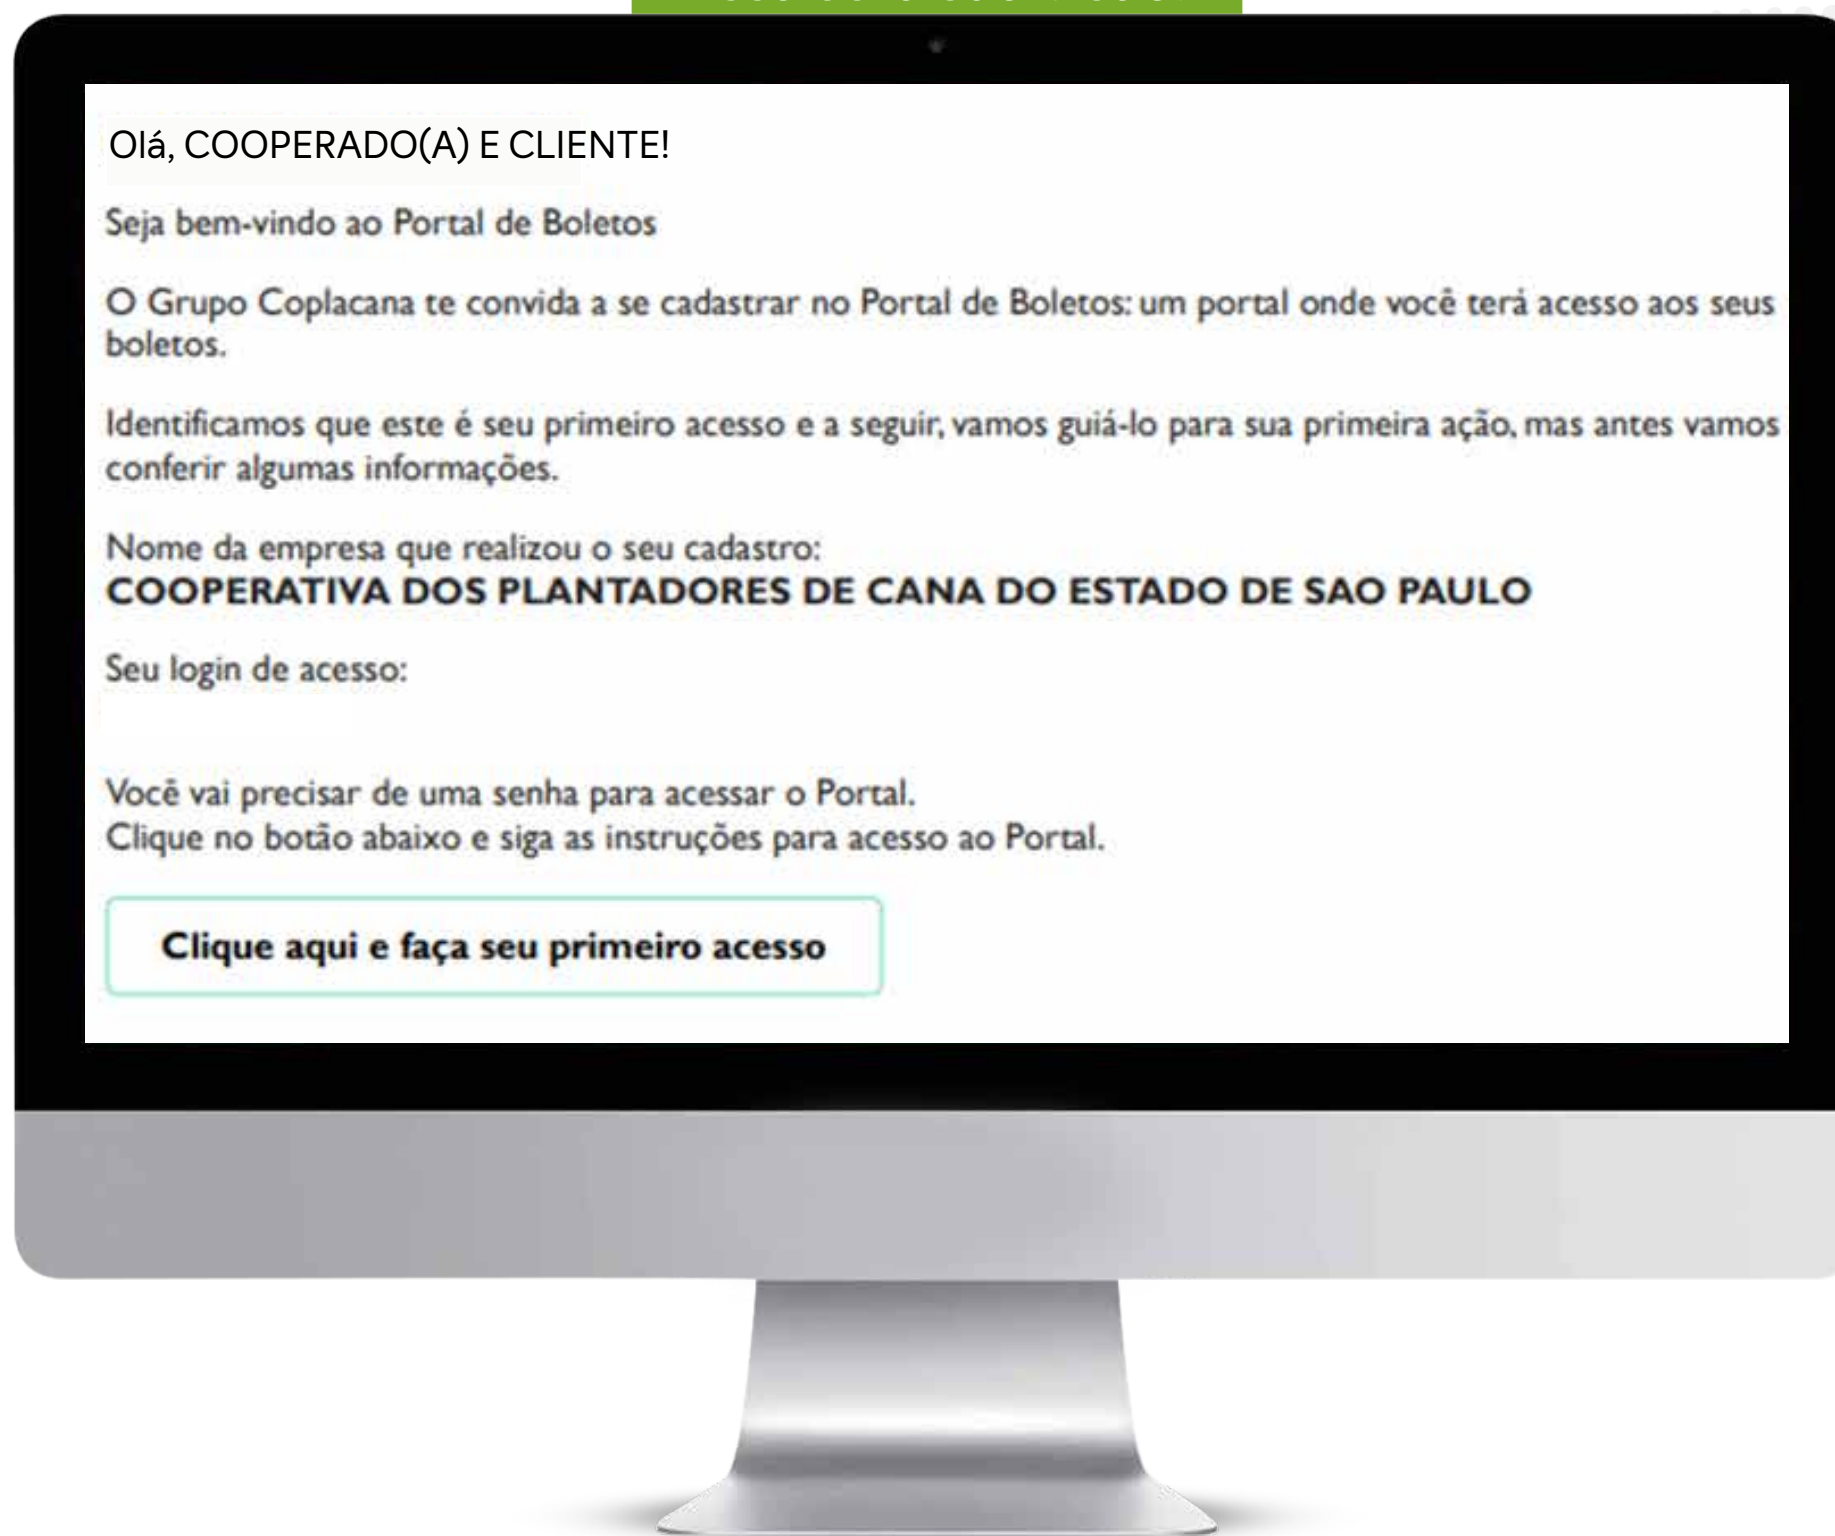 Olá, COOPERADO(A) E CLIENTE!
Seja bem-vindo ao Portal de Boletos
O Grupo Coplacana te convida a se cadastrar no Portal de Boletos: um portal onde você terá acesso aos seus
boletos.
Identificamos que este é seu primeiro acesso e a seguir, vamos guiá-lo para sua primeira ação, mas antes vamos
conferir algumas informações.
Nome da empresa que realizou o seu cadastro:
COOPERATIVA DOS PLANTADORES DE CANA DO ESTADO DE SAO PAULO
Seu login de acesso:
Você vai precisar de uma senha para acessar o Portal.
Clique no botão abaixo e siga as instruções para acesso ao Portal.
Clique aqui e faça seu primeiro acesso